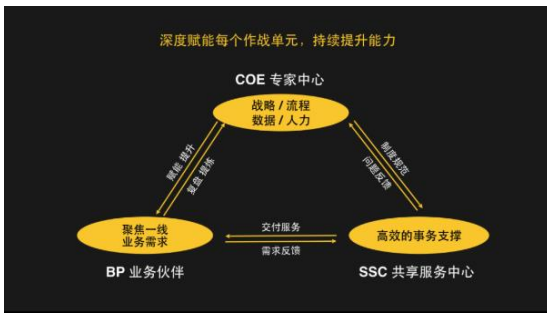 深度赋能每个作战单元，持续提升能力
COE 专家中心
战略 / 流程
数据 / 人力
赋能 提升
复盘 提炼
制度规范
问题反馈
聚焦一线
业务需求
交付服务
需求反馈
高效的事务支撑
BP 业务伙伴
SSC 共享服务中心